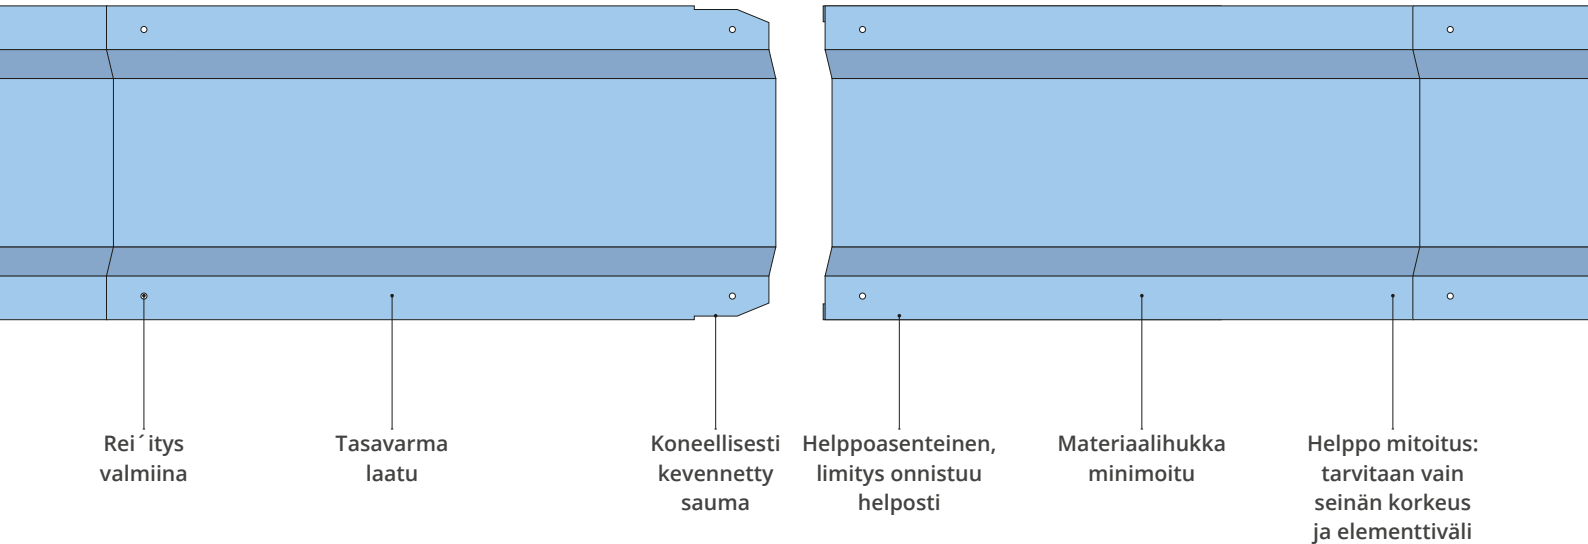 Rei´itys
valmiina
Tasavarma
laatu
Koneellisesti
kevennetty
sauma
Helppoasenteinen,
limitys onnistuu
helposti
Materiaalihukka
minimoitu
Helppo mitoitus:
tarvitaan vain
seinän korkeus
ja elementtiväli